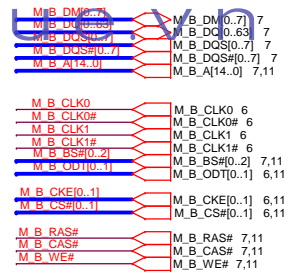 ue.vn
M_B_DM[0..7] M_B_DM[0..7] 7
M_B_DQ[0..63] M_B_DQ[0..63] 7
M_B_DQS[0..7] M_B_DQS[0..7] 7
M_B_DQS#[0..7] M_B_DQS#[0..7] 7
M_B_A[14..0] M_B_A[14..0] 7,11
M_B_CLK0 M_B_CLK0 6
M_B_CLK0# M_B_CLK0# 6
M_B_CLK1 M_B_CLK1 6
M_B_CLK1# M_B_CLK1# 6
M_B_BS#[0..2] M_B_BS#[0..2] 7,11
M_B_ODT[0..1] M_B_ODT[0..1] 6,11
M_B_CKE[0..1] M_B_CKE[0..1] 6,11
M_B_CS#[0..1] M_B_CS#[0..1] 6,11
M_B_RAS# M_B_RAS# 7,11
M_B_CAS# M_B_CAS# 7,11
M_B_WE# M_B_WE# 7,11